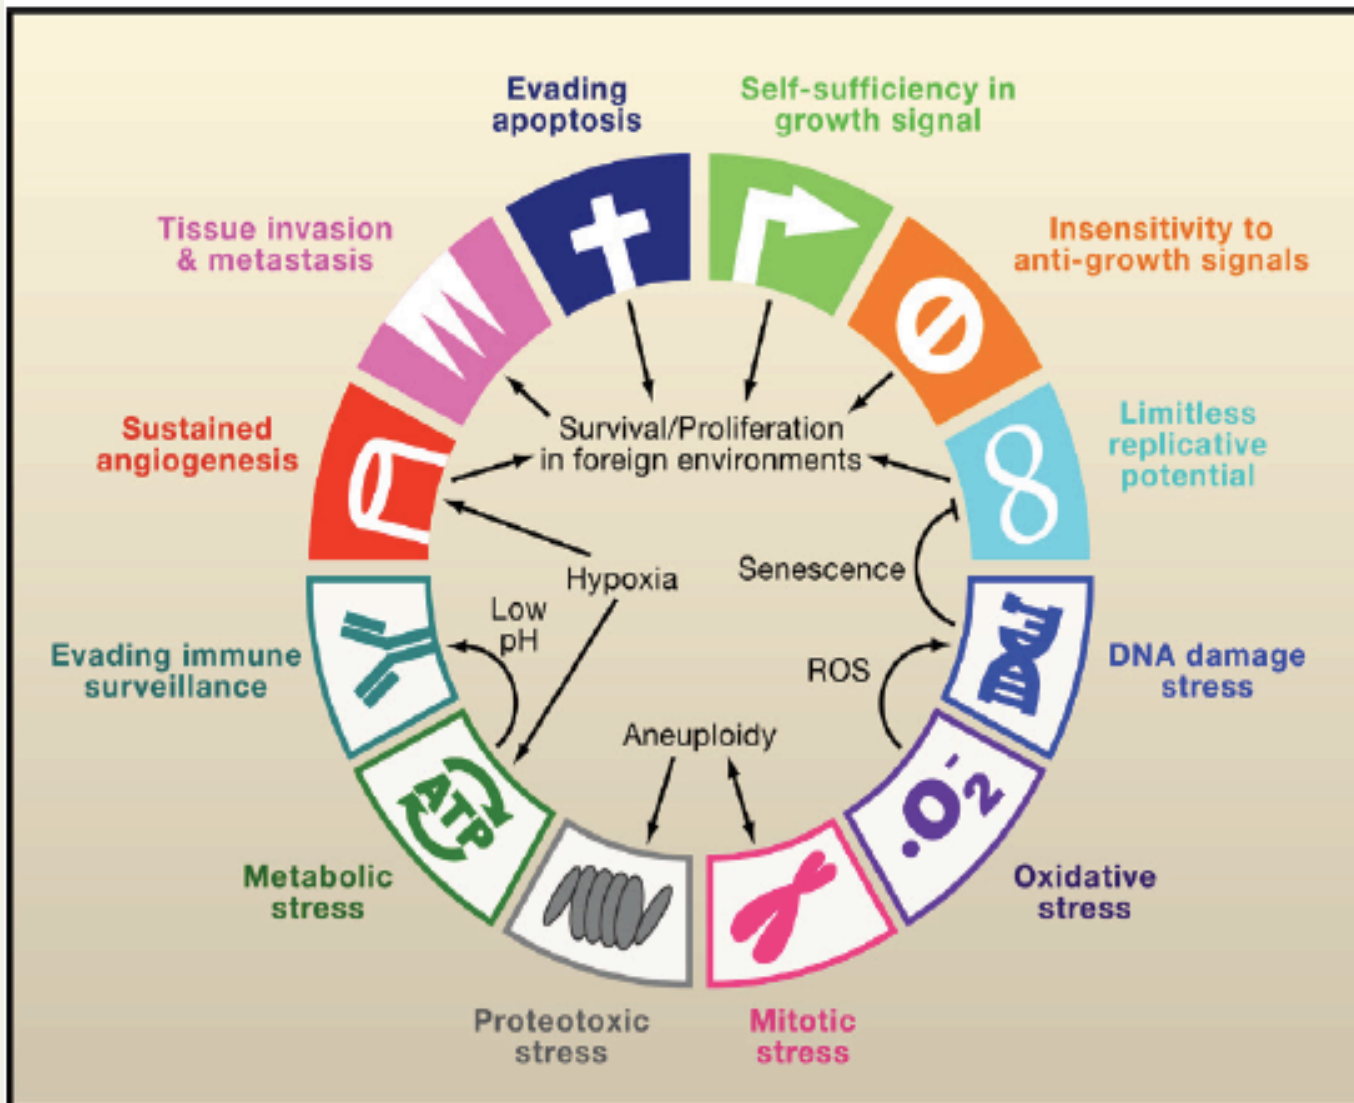 Evading
apoptosis
Self-sufficiency in
growth signal
Tissue invasion
& metastasis
Insensitivity to
anti-growth signals
Sustained
angiogenesis
Survival/Proliferation
in foreign environments
Limitless
replicative
potential
Hypoxia
Senescence
Low
pH
Evading immune
surveillance
ROS
DNA damage
stress
Aneuploidy
ATP
·O2-
Metabolic
stress
Oxidative
stress
Proteotoxic
stress
Mitotic
stress